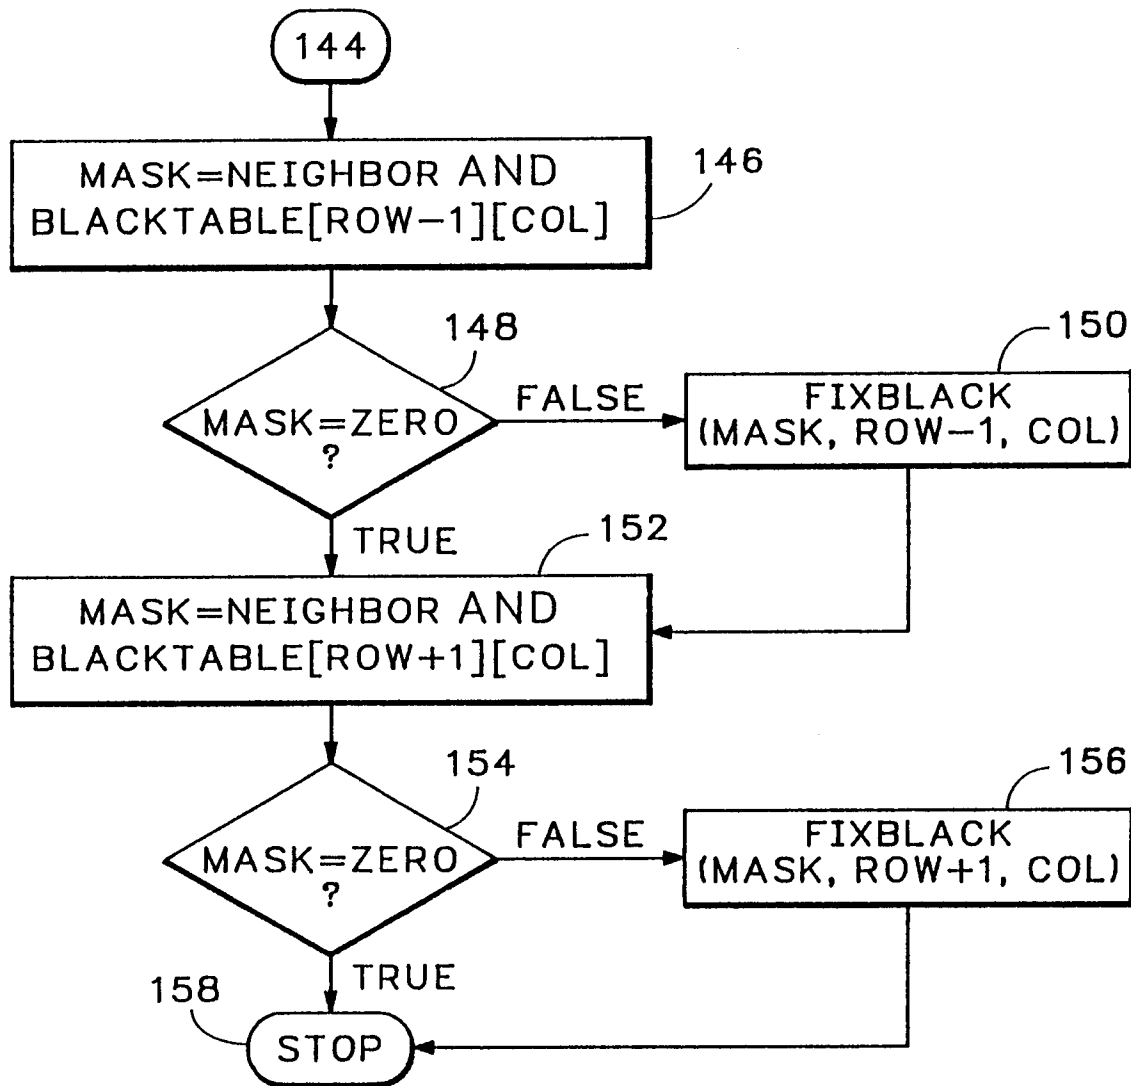 144
MASK=NEIGHBOR AND
BLACKTABLE[ROW-1][COL]
146
148
MASK=ZERO
?
FALSE
150
FIXBLACK
(MASK, ROW-1, COL)
TRUE
152
MASK=NEIGHBOR AND
BLACKTABLE[ROW+1][COL]
154
MASK=ZERO
?
FALSE
156
FIXBLACK
(MASK, ROW+1, COL)
TRUE
158
STOP